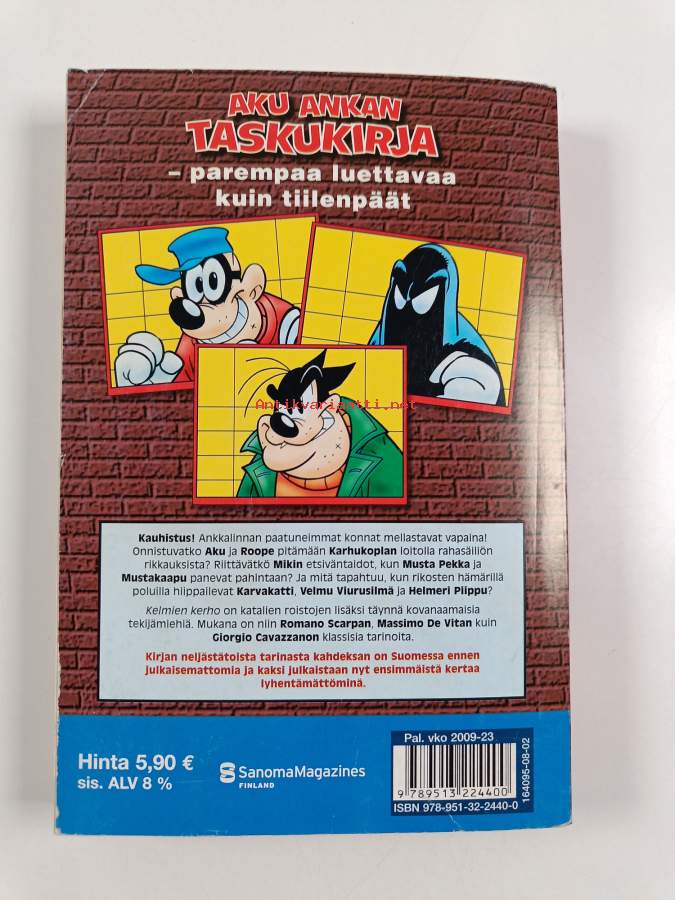 AKU ANKAN
TASKUKIRJA
– parempaa luettavaa
kuin tiilenpäät
Antikvariaatti.net
Kauhistus! Ankkalinnan paatuneimmat konnat mellastavat vapaina!
Onnistuvatko Aku ja Roope pitämään Karhukoplan loitolla rahasäiliön
rikkauksista? Riittävätkö Mikin etsiväntaidot, kun Musta Pekka ja
Mustakaapu panevat pahintaan? Ja mitä tapahtuu, kun rikosten hämärillä
poluilla hiippailevat Karvakatti, Velmu Viurusilmä ja Helmeri Piippu?
Kelmien kerho on katalien roistojen lisäksi täynnä kovanaamaisia
tekijämiehiä. Mukana on niin Romano Scarpan, Massimo De Vitan kuin
Giorgio Cavazzanon klassisia tarinoita.
Kirjan neljästätoista tarinasta kahdeksan on Suomessa ennen
julkaisemattomia ja kaksi julkaistaan nyt ensimmäistä kertaa
lyhentämättöminä.
Hinta 5,90 €
sis. ALV 8 %
SanomaMagazines
FINLAND
Pal. vko 2009-23
9 789513 224400
ISBN 978-951-32-2440-0
164095-08-02